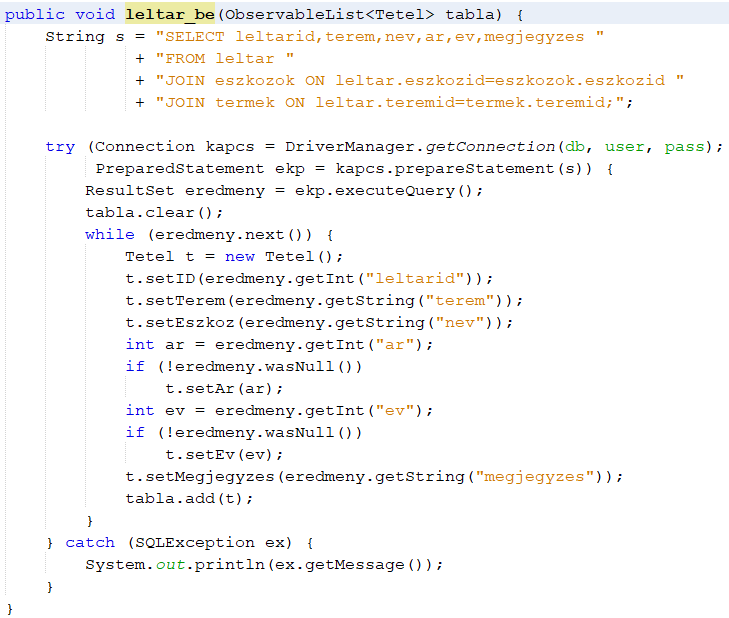 public void leltar_be(ObservableList<Tetel> tabla) {
    String s = "SELECT leltarid,terem,nev,ar,ev,megjegyzes "
             + "FROM leltar "
             + "JOIN eszkozok ON leltar.eszkozid=eszkozok.eszkozid "
             + "JOIN termek ON leltar.teremid=termek.teremid;";

    try (Connection kapcs = DriverManager.getConnection(db, user, pass);
         PreparedStatement ekp = kapcs.prepareStatement(s)) {
        ResultSet eredmeny = ekp.executeQuery();
        tabla.clear();
        while (eredmeny.next()) {
            Tetel t = new Tetel();
            t.setID(eredmeny.getInt("leltarid"));
            t.setTerem(eredmeny.getString("terem"));
            t.setEszkoz(eredmeny.getString("nev"));
            int ar = eredmeny.getInt("ar");
            if (!eredmeny.wasNull())
                t.setAr(ar);
            int ev = eredmeny.getInt("ev");
            if (!eredmeny.wasNull())
                t.setEv(ev);
            t.setMegjegyzes(eredmeny.getString("megjegyzes"));
            tabla.add(t);
        }
    } catch (SQLException ex) {
        System.out.println(ex.getMessage());
    }
}